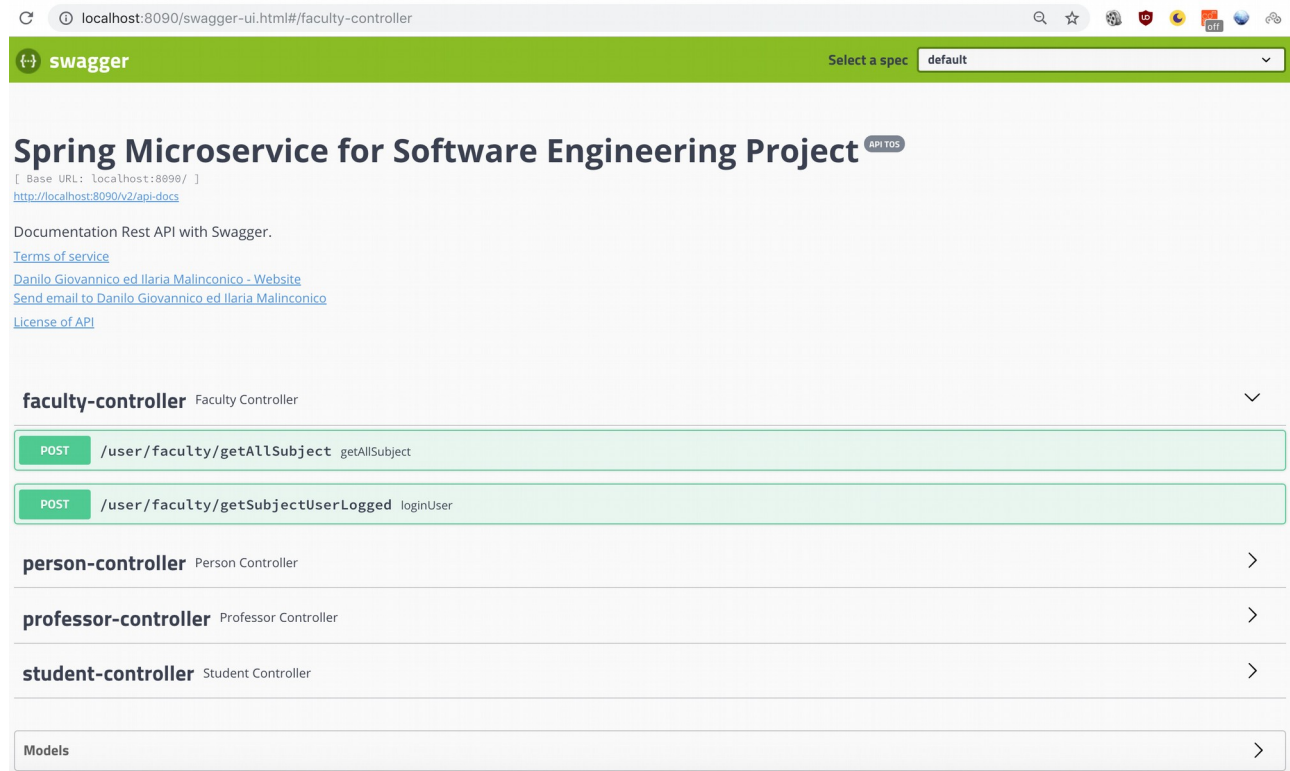 localhost:8090/swagger-ui.html#/faculty-controller
off
{...} swagger Select a spec default
Spring Microservice for Software Engineering Project API TOS
[ Base URL: localhost:8090/ ]
http://localhost:8090/v2/api-docs
Documentation Rest API with Swagger.
Terms of service
Danilo Giovannico ed Ilaria Malinconico - Website
Send email to Danilo Giovannico ed Ilaria Malinconico
License of API
faculty-controller Faculty Controller
POST /user/faculty/getAllSubject getAllSubject
POST /user/faculty/getSubjectUserLogged loginUser
person-controller Person Controller
professor-controller Professor Controller
student-controller Student Controller
Models